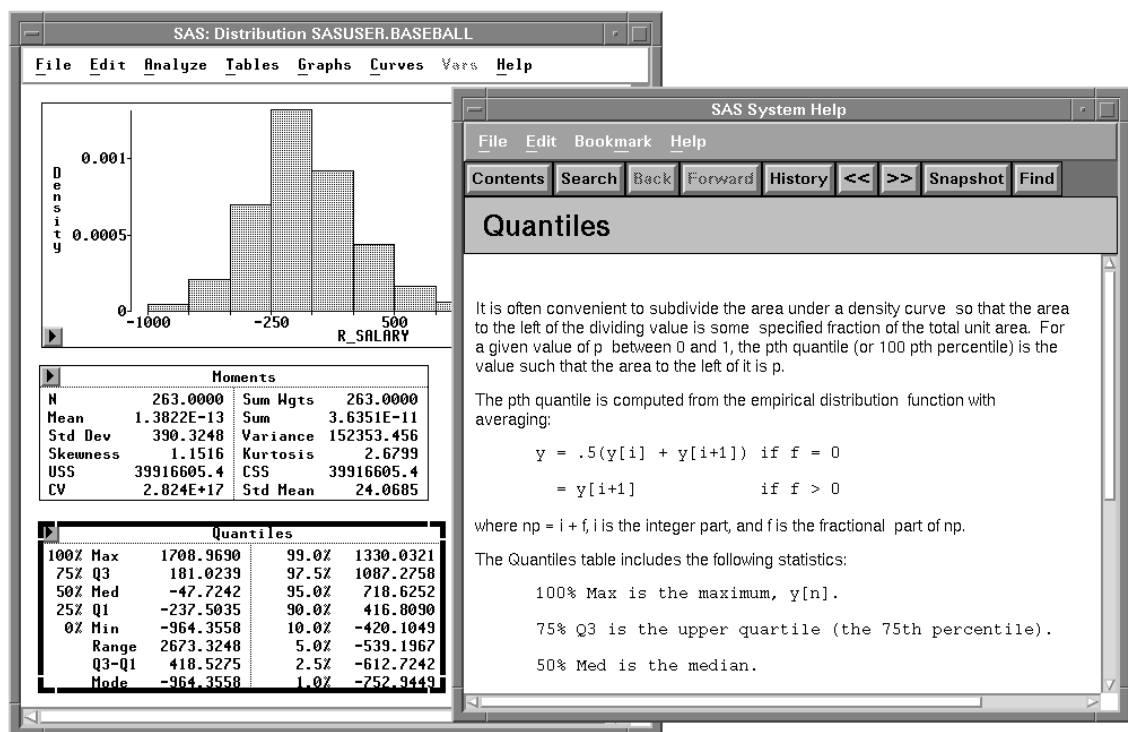 SAS: Distribution SASUSER.BASEBALL
File Edit Analyze Tables Graphs Curves Vars Help
Density
0.001
0.0005
0
-1000 -250 500
R_SALARY
Moments
N 263.0000 Sum Wgts 263.0000
Mean 1.3822E-13 Sum 3.6351E-11
Std Dev 390.3248 Variance 152353.456
Skewness 1.1516 Kurtosis 2.6799
USS 39916605.4 CSS 39916605.4
CV 2.824E+17 Std Mean 24.0685
Quantiles
100% Max 1708.9690 99.0% 1330.0321
75% Q3 181.0239 97.5% 1087.2758
50% Med -47.7242 95.0% 718.6252
25% Q1 -237.5035 90.0% 416.8090
0% Min -964.3558 10.0% -420.1049
Range 2673.3248 5.0% -539.1967
Q3-Q1 418.5275 2.5% -612.7242
Mode -964.3558 1.0% -752.9449
SAS System Help
File Edit Bookmark Help
Contents Search Back Forward History << >> Snapshot Find
Quantiles
It is often convenient to subdivide the area under a density curve so that the area
to the left of the dividing value is some specified fraction of the total unit area. For
a given value of p between 0 and 1, the pth quantile (or 100 pth percentile) is the
value such that the area to the left of it is p.
The pth quantile is computed from the empirical distribution function with
averaging:
y = .5(y[i] + y[i+1]) if f = 0
= y[i+1] if f > 0
where np = i + f, i is the integer part, and f is the fractional part of np.
The Quantiles table includes the following statistics:
100% Max is the maximum, y[n].
75% Q3 is the upper quartile (the 75th percentile).
50% Med is the median.